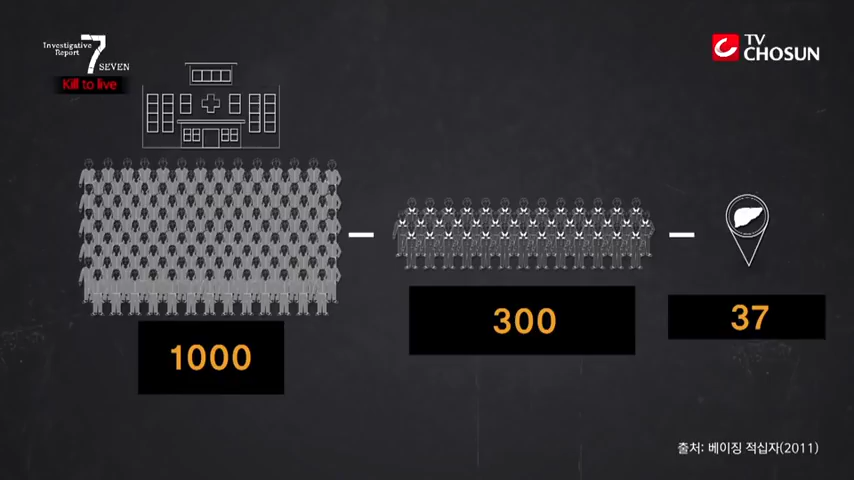 Investigative
Report
7
SEVEN
Kill to live
TV
CHOSUN
1000
300
37
출처: 베이징 적십자(2011)